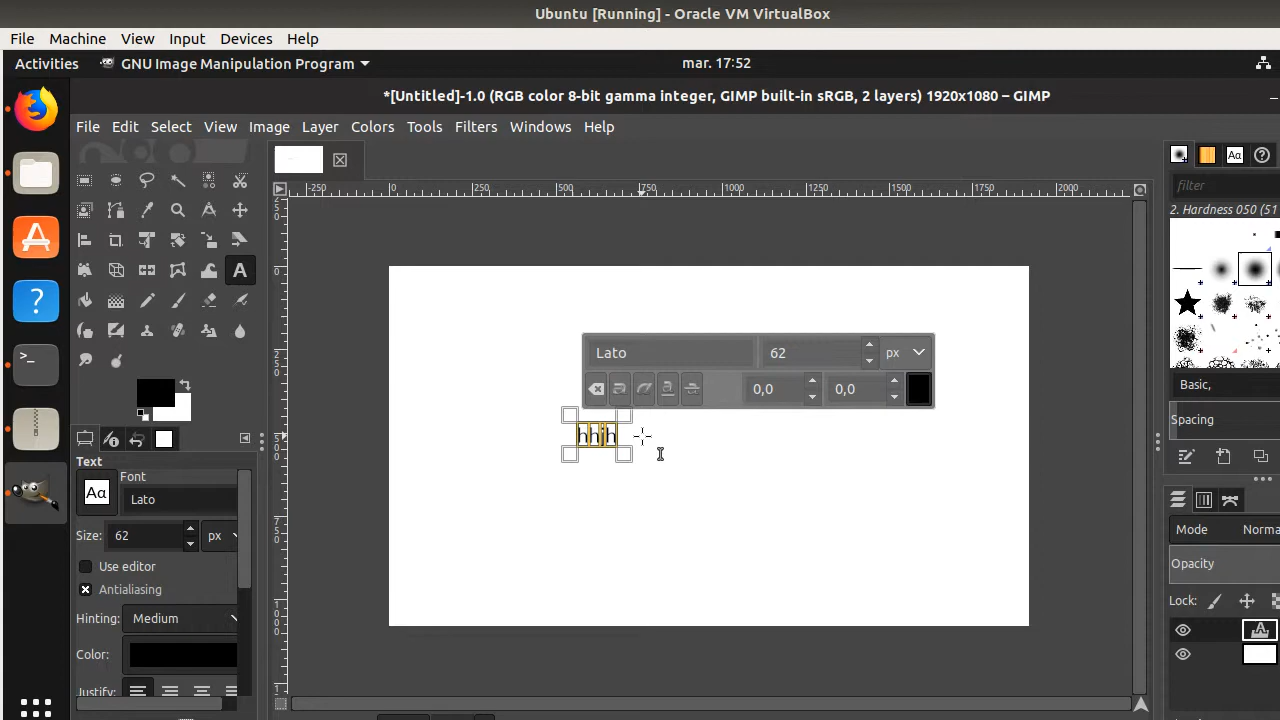 Ubuntu [Running] - Oracle VM VirtualBox
File Machine View Input Devices Help
Activities GNU Image Manipulation Program mar. 17:52
*[Untitled]-1.0 (RGB color 8-bit gamma integer, GIMP built-in sRGB, 2 layers) 1920x1080 – GIMP
File Edit Select View Image Layer Colors Tools Filters Windows Help
filter
-250 0 250 500 750 1000 1250 1500 1750 2000
2. Hardness 050 (51
Lato 62 px
0,0 0,0
hhjh
Basic,
Spacing
Text
Font
Aa Lato
Size: 62 px
Use editor
Antialiasing
Hinting: Medium
Color:
Justify:
Mode Norma
Opacity
Lock: